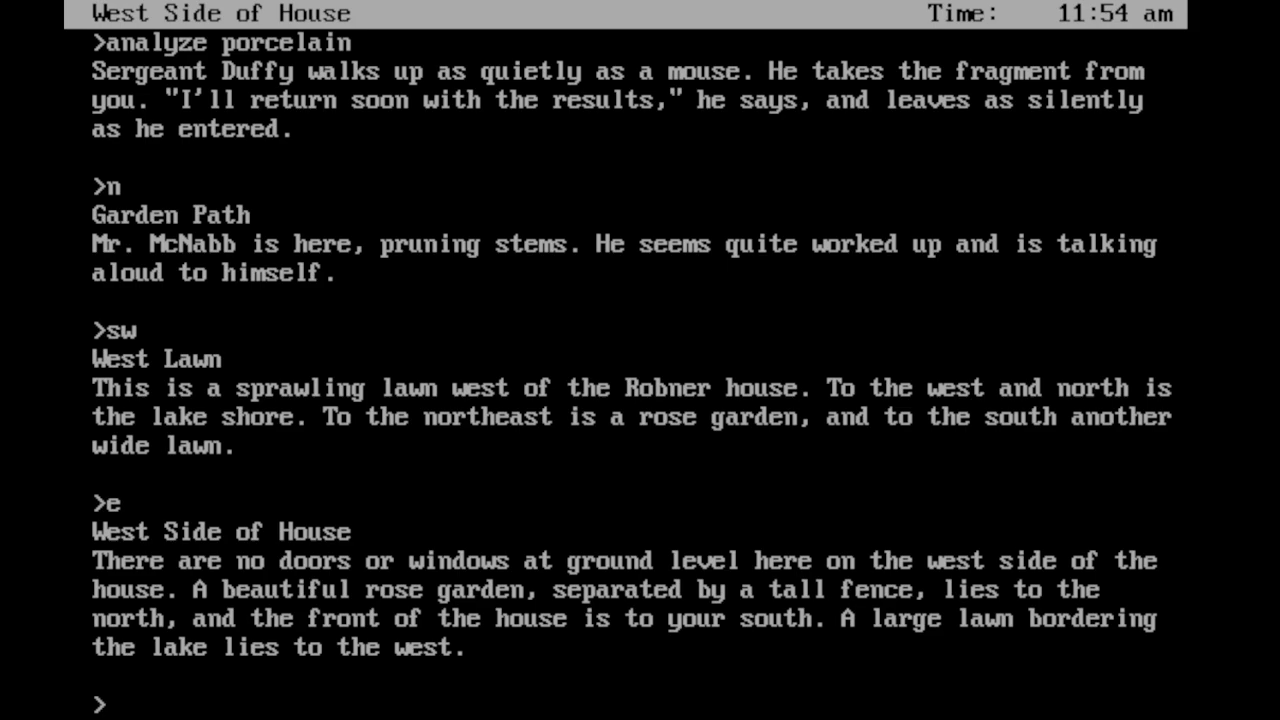 West Side of House Time: 11:54 am
>analyze porcelain
Sergeant Duffy walks up as quietly as a mouse. He takes the fragment from
you. "I'll return soon with the results," he says, and leaves as silently
as he entered.
>n
Garden Path
Mr. McNabb is here, pruning stems. He seems quite worked up and is talking
aloud to himself.
>sw
West Lawn
This is a sprawling lawn west of the Robner house. To the west and north is
the lake shore. To the northeast is a rose garden, and to the south another
wide lawn.
>e
West Side of House
There are no doors or windows at ground level here on the west side of the
house. A beautiful rose garden, separated by a tall fence, lies to the
north, and the front of the house is to your south. A large lawn bordering
the lake lies to the west.
>